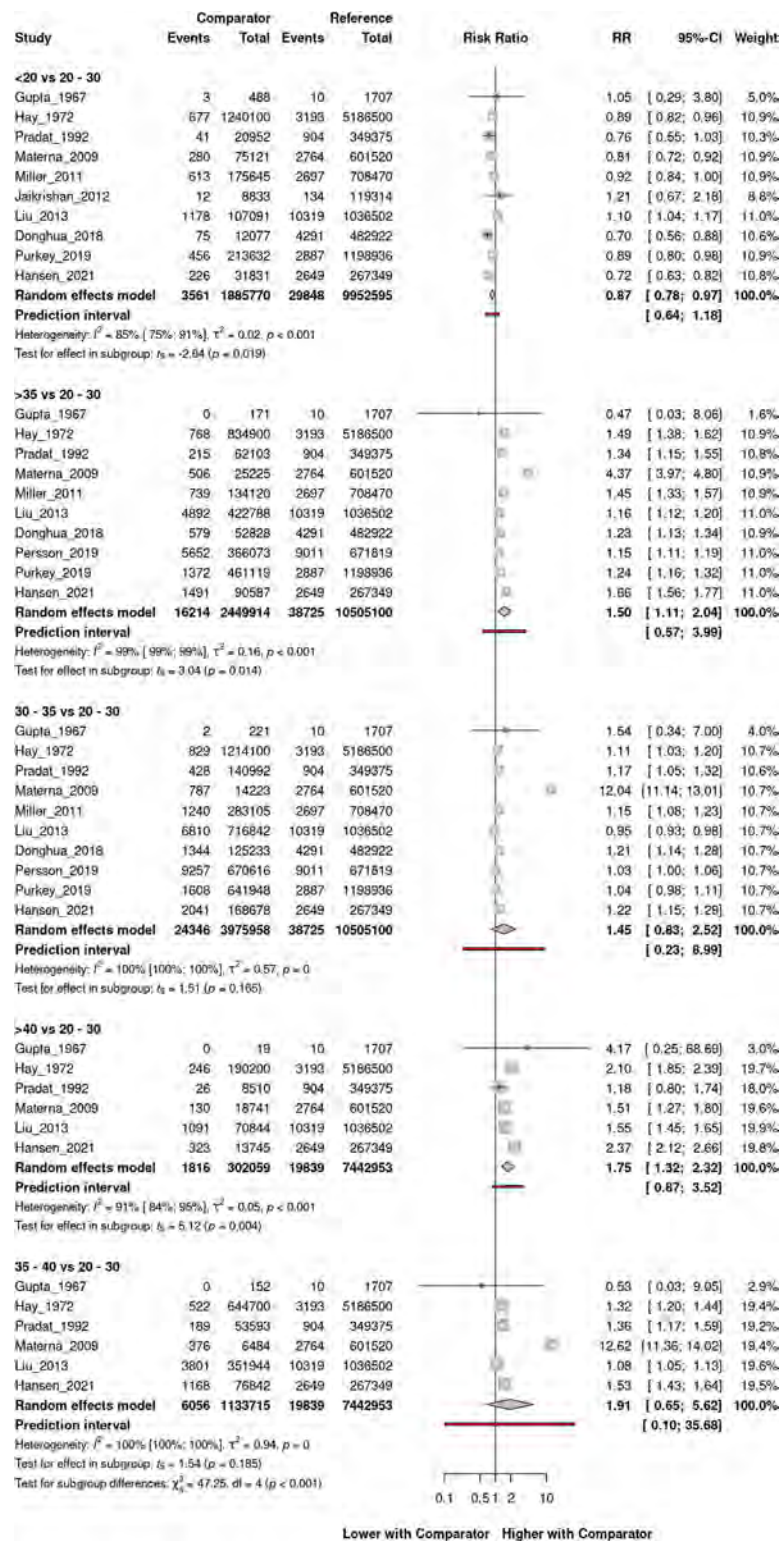 Comparator Reference
Study Events Total Events Total Risk Ratio RR 95%-CI Weight
<20 vs 20 - 30
Gupta_1967 3 488 10 1707 1.05 [ 0.29; 3.80] 5.0%
Hay_1972 677 1240100 3193 5186500 0.89 [ 0.82; 0.96] 10.9%
Pradat_1992 41 20952 904 349375 0.76 [ 0.55; 1.03] 10.3%
Materna_2009 280 75121 2764 601520 0.81 [ 0.72; 0.92] 10.9%
Miller_2011 613 175645 2697 708470 0.92 [ 0.84; 1.00] 10.9%
Jaikrishan_2012 12 8833 134 119314 1.21 [ 0.67; 2.18] 8.8%
Liu_2013 1178 107091 10319 1036502 1.10 [ 1.04; 1.17] 11.0%
Donghua_2018 75 12077 4291 482922 0.70 [ 0.56; 0.88] 10.6%
Purkey_2019 456 213632 2887 1198936 0.89 [ 0.80; 0.98] 10.9%
Hansen_2021 226 31831 2649 267349 0.72 [ 0.63; 0.82] 10.9%
Random effects model 3561 1885770 29848 9952595 0.87 [ 0.78; 0.97] 100.0%
Prediction interval [ 0.64; 1.18]
Heterogeneity: I² = 85% [ 75%; 91%], τ² = 0.02, p < 0.001
Test for effect in subgroup: t₉ = -2.84 (p = 0.019)
>35 vs 20 - 30
Gupta_1967 0 171 10 1707 0.47 [ 0.03; 8.06] 1.6%
Hay_1972 768 834900 3193 5186500 1.49 [ 1.38; 1.62] 10.9%
Pradat_1992 215 62103 904 349375 1.34 [ 1.15; 1.55] 10.8%
Materna_2009 506 25225 2764 601520 4.37 [ 3.97; 4.80] 10.9%
Miller_2011 739 134120 2697 708470 1.45 [ 1.33; 1.57] 10.9%
Liu_2013 4892 422788 10319 1036502 1.16 [ 1.12; 1.20] 11.0%
Donghua_2018 579 52828 4291 482922 1.23 [ 1.13; 1.34] 10.9%
Persson_2019 5652 366073 9011 671819 1.15 [ 1.11; 1.19] 11.0%
Purkey_2019 1372 461119 2887 1198936 1.24 [ 1.16; 1.32] 11.0%
Hansen_2021 1491 90587 2649 267349 1.66 [ 1.56; 1.77] 11.0%
Random effects model 16214 2449914 38725 10505100 1.50 [ 1.11; 2.04] 100.0%
Prediction interval [ 0.57; 3.99]
Heterogeneity: I² = 99% [ 99%; 99%], τ² = 0.16, p < 0.001
Test for effect in subgroup: t₉ = 3.04 (p = 0.014)
30 - 35 vs 20 - 30
Gupta_1967 2 221 10 1707 1.54 [ 0.34; 7.00] 4.0%
Hay_1972 829 1214100 3193 5186500 1.11 [ 1.03; 1.20] 10.7%
Pradat_1992 428 140992 904 349375 1.17 [ 1.05; 1.32] 10.6%
Materna_2009 787 14223 2764 601520 12.04 [11.14; 13.01] 10.7%
Miller_2011 1240 283105 2697 708470 1.15 [ 1.08; 1.23] 10.7%
Liu_2013 6810 716842 10319 1036502 0.95 [ 0.93; 0.98] 10.7%
Donghua_2018 1344 125233 4291 482922 1.21 [ 1.14; 1.28] 10.7%
Persson_2019 9257 670616 9011 671819 1.03 [ 1.00; 1.06] 10.7%
Purkey_2019 1608 641948 2887 1198936 1.04 [ 0.98; 1.11] 10.7%
Hansen_2021 2041 168678 2649 267349 1.22 [ 1.15; 1.29] 10.7%
Random effects model 24346 3975958 38725 10505100 1.45 [ 0.83; 2.52] 100.0%
Prediction interval [ 0.23; 8.99]
Heterogeneity: I² = 100% [100%; 100%], τ² = 0.57, p = 0
Test for effect in subgroup: t₉ = 1.51 (p = 0.165)
>40 vs 20 - 30
Gupta_1967 0 19 10 1707 4.17 [ 0.25; 68.69] 3.0%
Hay_1972 246 190200 3193 5186500 2.10 [ 1.85; 2.39] 19.7%
Pradat_1992 26 8510 904 349375 1.18 [ 0.80; 1.74] 18.0%
Materna_2009 130 18741 2764 601520 1.51 [ 1.27; 1.80] 19.6%
Liu_2013 1091 70844 10319 1036502 1.55 [ 1.45; 1.65] 19.9%
Hansen_2021 323 13745 2649 267349 2.37 [ 2.12; 2.66] 19.8%
Random effects model 1816 302059 19839 7442953 1.75 [ 1.32; 2.32] 100.0%
Prediction interval [ 0.87; 3.52]
Heterogeneity: I² = 91% [ 84%; 95%], τ² = 0.05, p < 0.001
Test for effect in subgroup: t₅ = 5.12 (p = 0.004)
35 - 40 vs 20 - 30
Gupta_1967 0 152 10 1707 0.53 [ 0.03; 9.05] 2.9%
Hay_1972 522 644700 3193 5186500 1.32 [ 1.20; 1.44] 19.4%
Pradat_1992 189 53593 904 349375 1.36 [ 1.17; 1.59] 19.2%
Materna_2009 376 6484 2764 601520 12.62 [11.36; 14.02] 19.4%
Liu_2013 3801 351944 10319 1036502 1.08 [ 1.05; 1.13] 19.5%
Hansen_2021 1168 76842 2649 267349 1.53 [ 1.43; 1.64] 19.5%
Random effects model 6056 1133715 19839 7442953 1.91 [ 0.65; 5.62] 100.0%
Prediction interval [ 0.10; 35.68]
Heterogeneity: I² = 100% [100%; 100%], τ² = 0.94, p = 0
Test for effect in subgroup: t₅ = 1.54 (p = 0.185)
Test for subgroup differences: χ²₄ = 47.25, df = 4 (p < 0.001)
0.1 0.5 1 2 10
Lower with Comparator Higher with Comparator